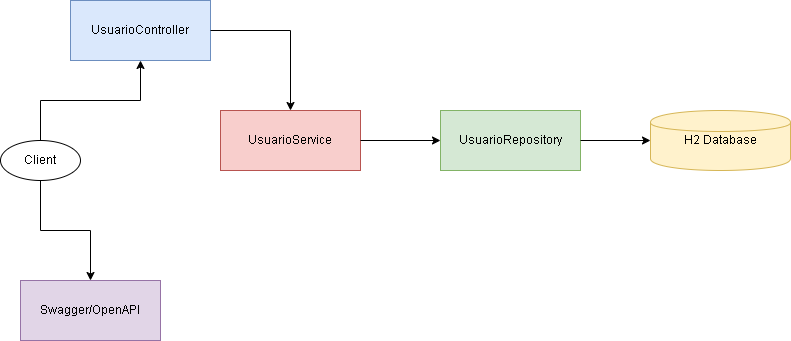 UsuarioController
UsuarioService
UsuarioRepository
H2 Database
Client
Swagger/OpenAPI